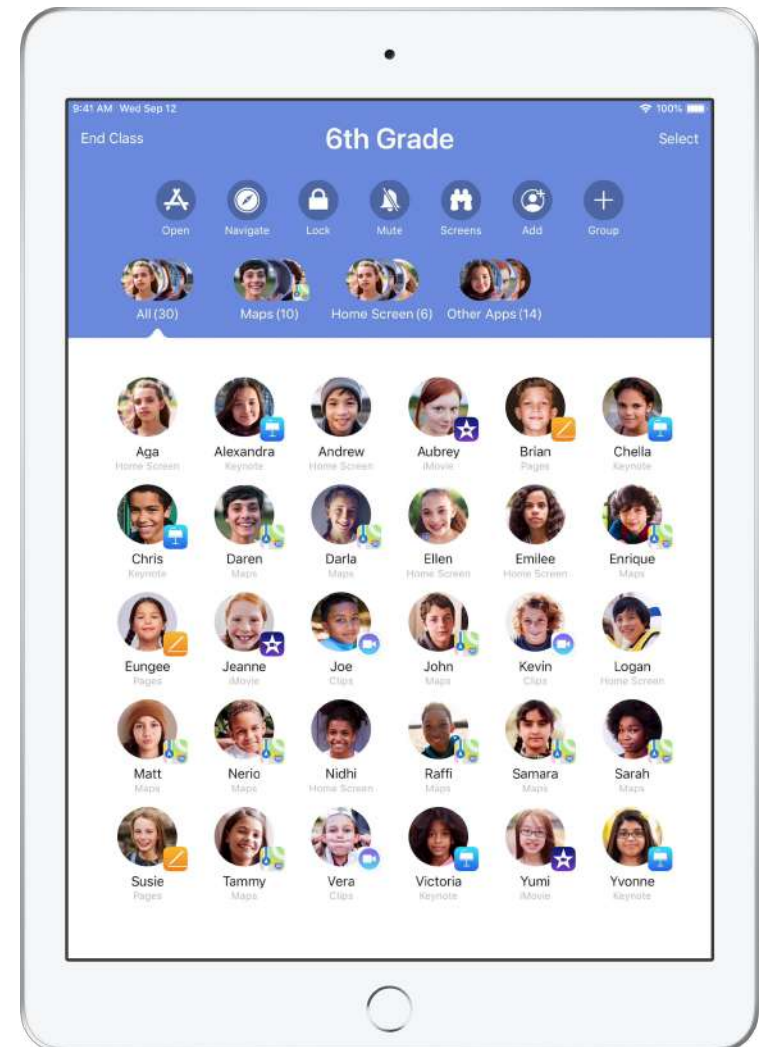 9:41 AM Wed Sep 12 100%
End Class 6th Grade Select
Open Navigate Lock Mute Screens Add Group
All (30) Maps (10) Home Screen (6) Other Apps (14)
Aga Alexandra Andrew Aubrey Brian Chella
Home Screen Keynote Home Screen iMovie Pages Keynote
Chris Daren Darla Ellen Emilee Enrique
Keynote Maps Maps Home Screen Home Screen Maps
Eungee Jeanne Joe John Kevin Logan
Pages iMovie Clips Maps Clips Home Screen
Matt Nerio Nidhi Raffi Samara Sarah
Maps Maps Home Screen Maps Maps Maps
Susie Tammy Vera Victoria Yumi Yvonne
Pages Maps Clips Keynote iMovie Keynote